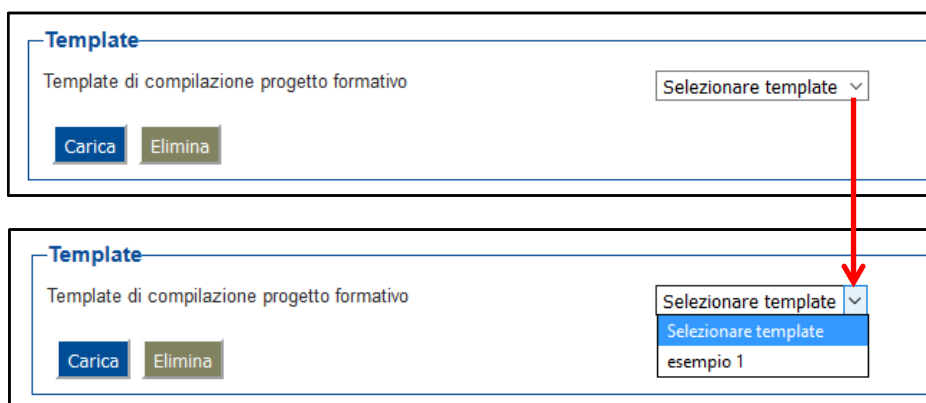 Template
Template di compilazione progetto formativo Selezionare template
Carica Elimina
Template
Template di compilazione progetto formativo Selezionare template
Selezionare template
esempio 1
Carica Elimina